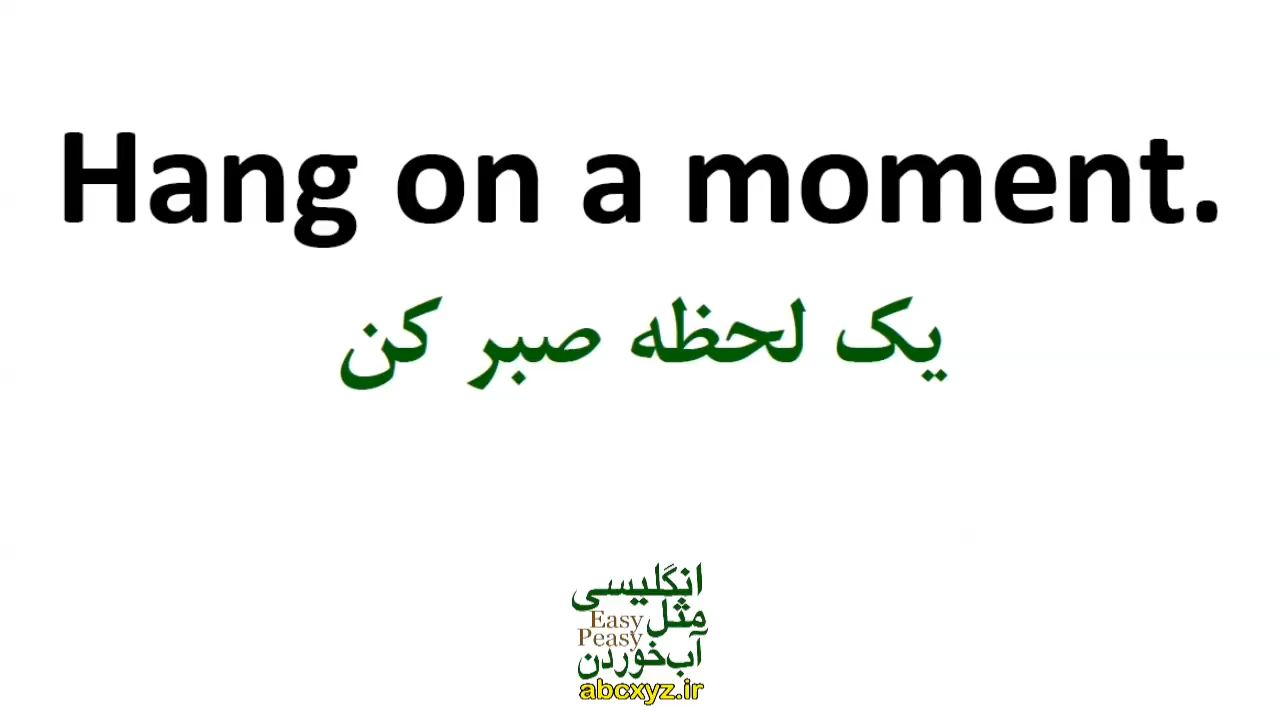 Hang on a moment.
یک لحظه صبر کن
انگلیسی
مثل
Easy
Peasy
آب‌خوردن
abcxyz.ir